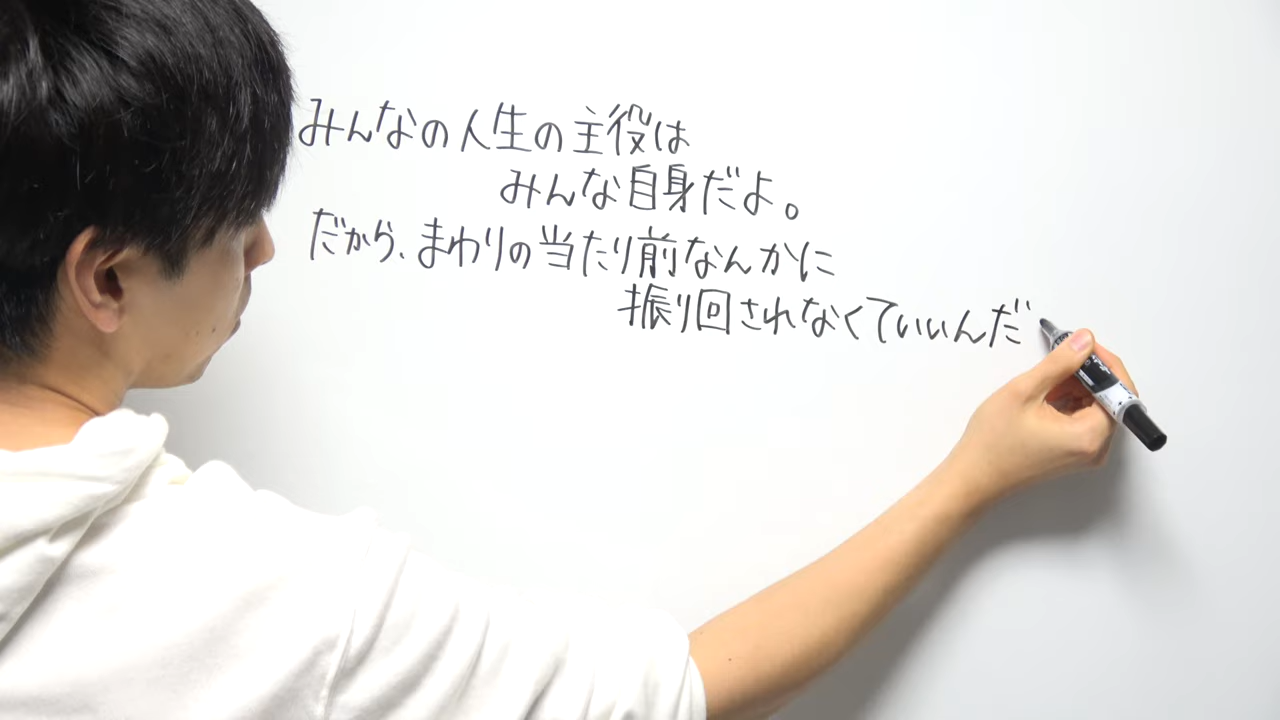 みんなの人生の主役は
みんな自身だよ。
だから、まわりの当たり前なんかに
振り回されなくていいんだ